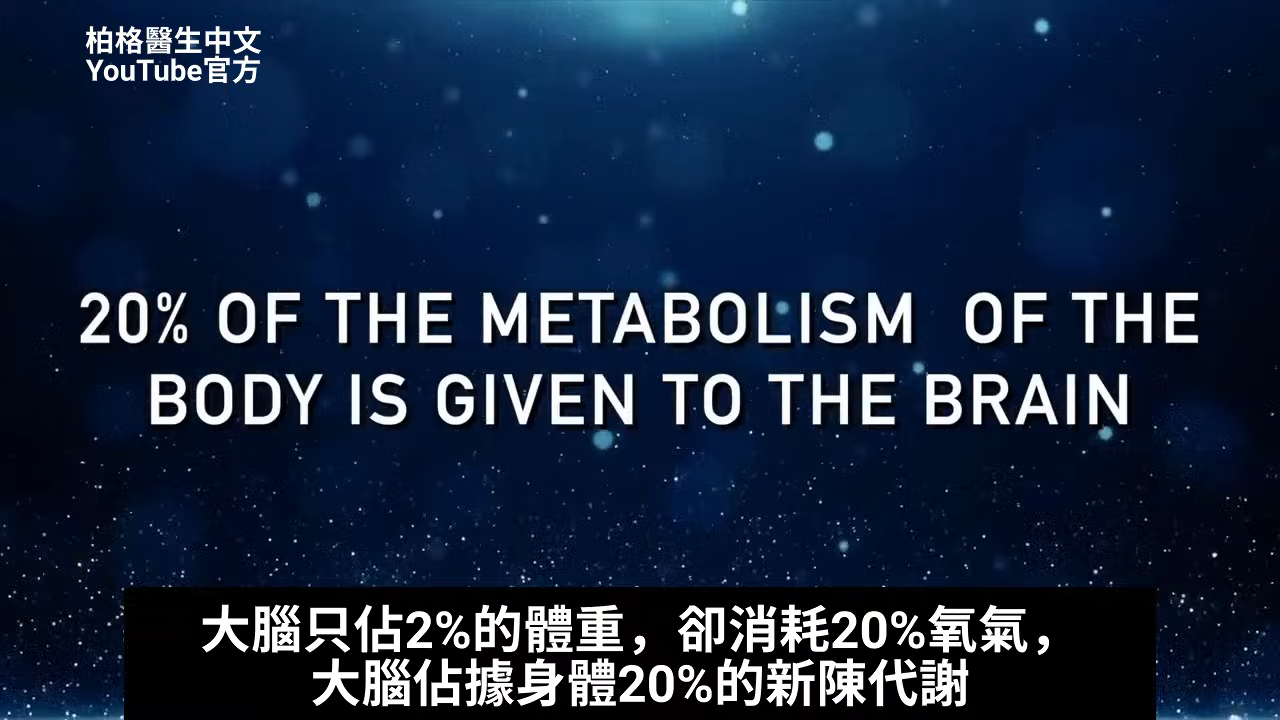 柏格醫生中文
YouTube官方
20% OF THE METABOLISM OF THE
BODY IS GIVEN TO THE BRAIN
大腦只佔2%的體重，卻消耗20%氧氣，
大腦佔據身體20%的新陳代謝